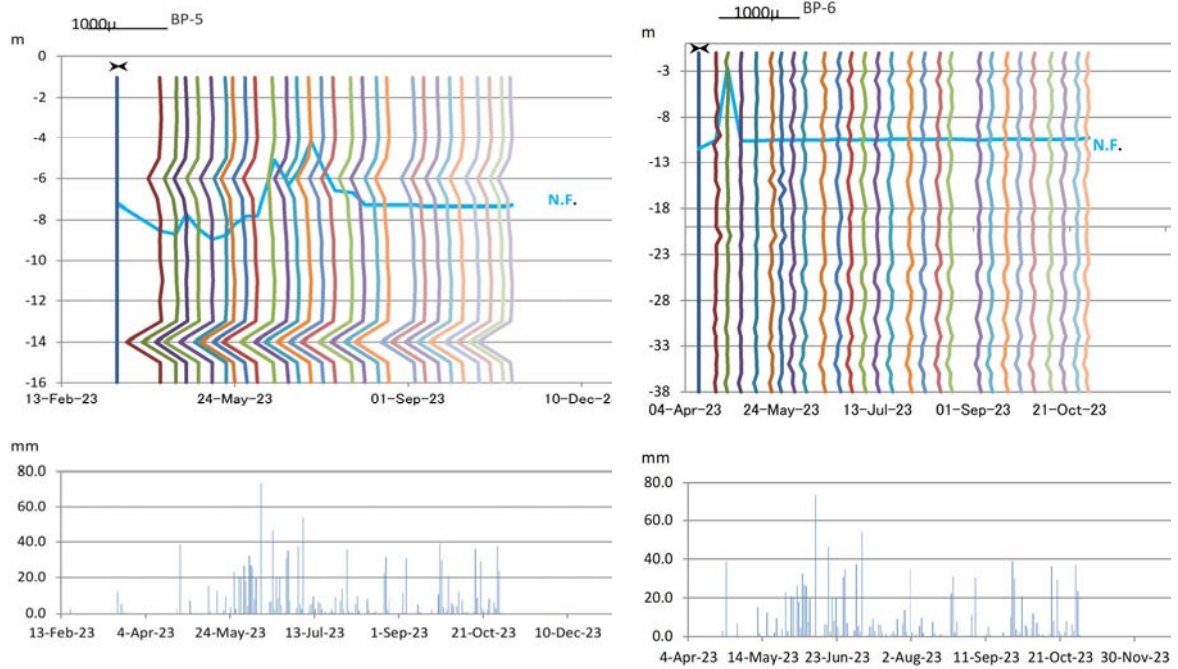 1000μ BP-5
m
0
-2
-4
-6
-8
-10
-12
-14
-16
N.F.
13-Feb-23 24-May-23 01-Sep-23 10-Dec-2
mm
80.0
60.0
40.0
20.0
0.0
13-Feb-23 4-Apr-23 24-May-23 13-Jul-23 1-Sep-23 21-Oct-23 10-Dec-23
1000μ BP-6
m
-3
-8
-13
-18
-23
-28
-33
-38
N.F.
04-Apr-23 24-May-23 13-Jul-23 01-Sep-23 21-Oct-23
mm
80.0
60.0
40.0
20.0
0.0
4-Apr-23 14-May-23 23-Jun-23 2-Aug-23 11-Sep-23 21-Oct-23 30-Nov-23